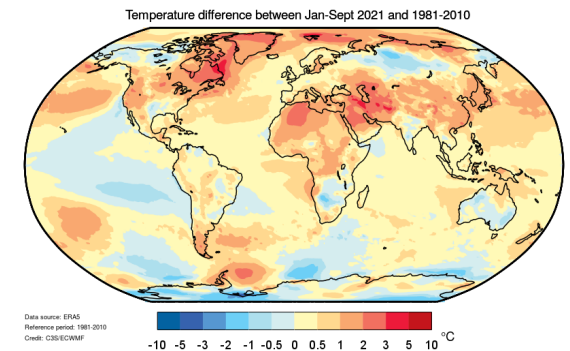 Temperature difference between Jan-Sept 2021 and 1981-2010
Data source: ERA5
Reference period: 1981-2010
Credit: C3S/ECWMF
-10 -5 -3 -2 -1 -0.5 0 0.5 1 2 3 5 10 °C